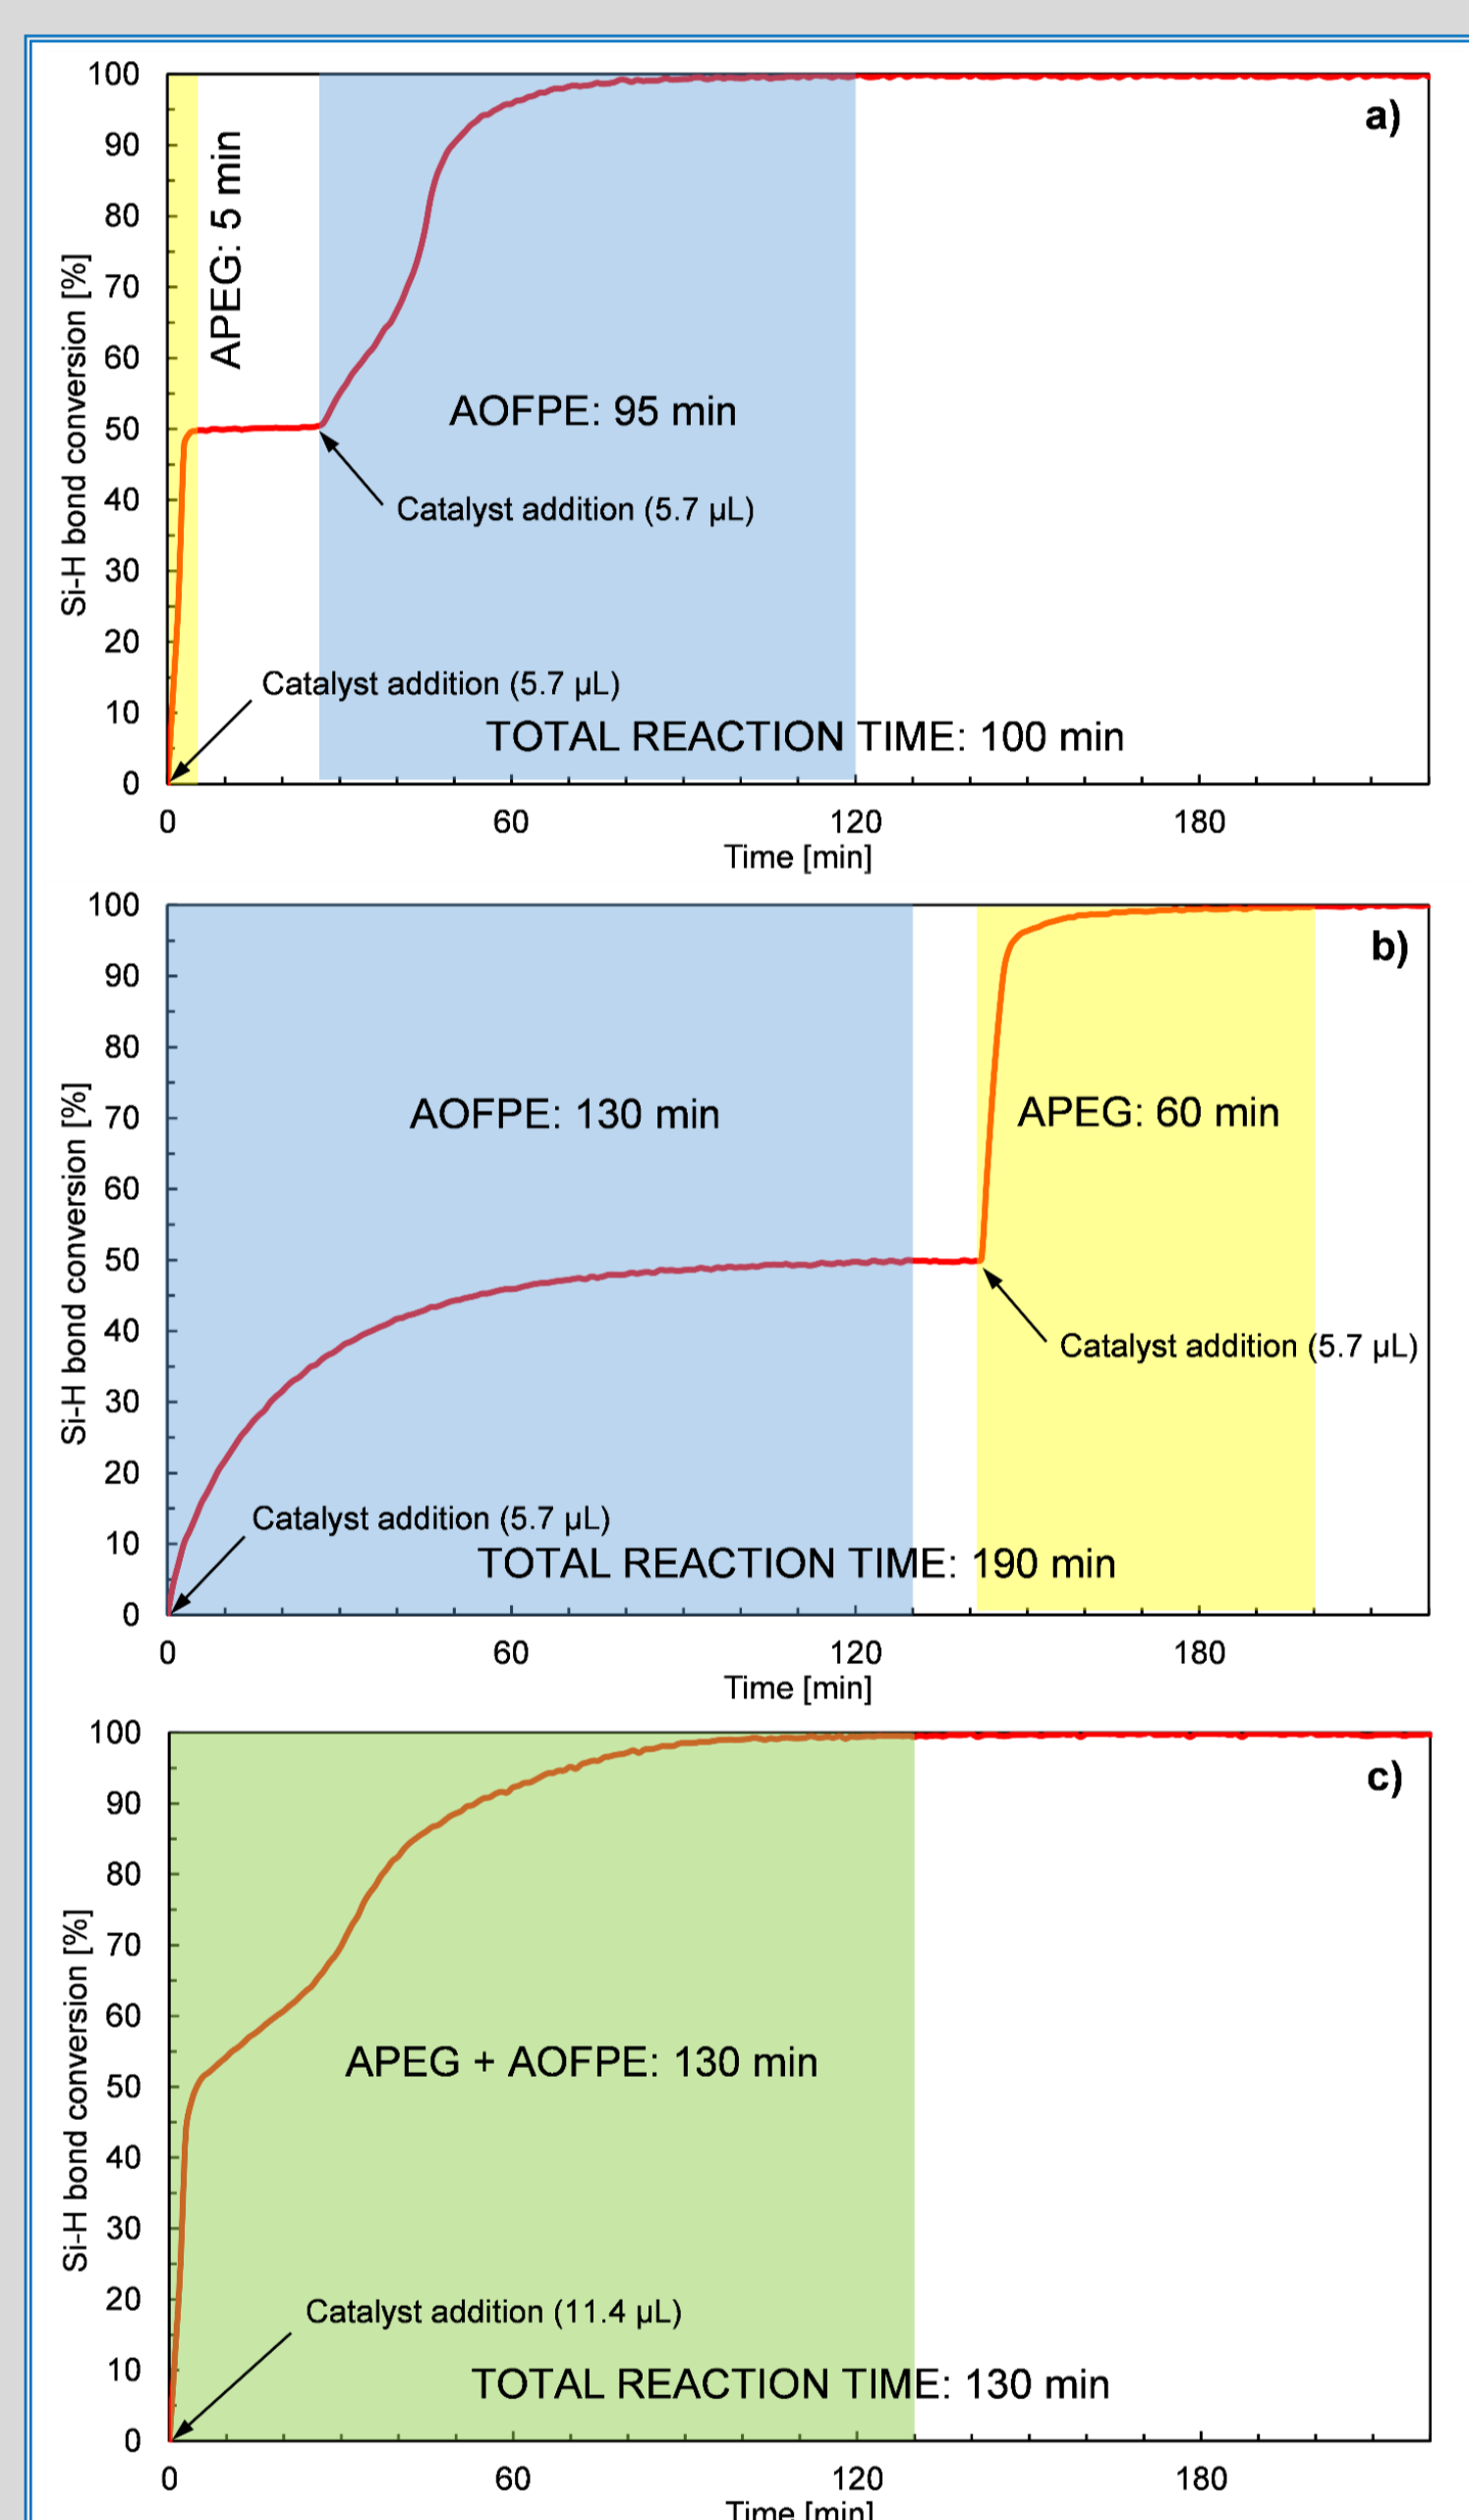 a)
Si-H bond conversion [%]
100
90
80
70
60
50
40
30
20
10
0
APEG: 5 min
AOFPE: 95 min
Catalyst addition (5.7 µL)
Catalyst addition (5.7 µL)
TOTAL REACTION TIME: 100 min
0 60 120 180
Time [min]
b)
Si-H bond conversion [%]
100
90
80
70
60
50
40
30
20
10
0
AOFPE: 130 min
APEG: 60 min
Catalyst addition (5.7 µL)
Catalyst addition (5.7 µL)
TOTAL REACTION TIME: 190 min
0 60 120 180
Time [min]
c)
Si-H bond conversion [%]
100
90
80
70
60
50
40
30
20
10
0
APEG + AOFPE: 130 min
Catalyst addition (11.4 µL)
TOTAL REACTION TIME: 130 min
0 60 120 180
Time [min]